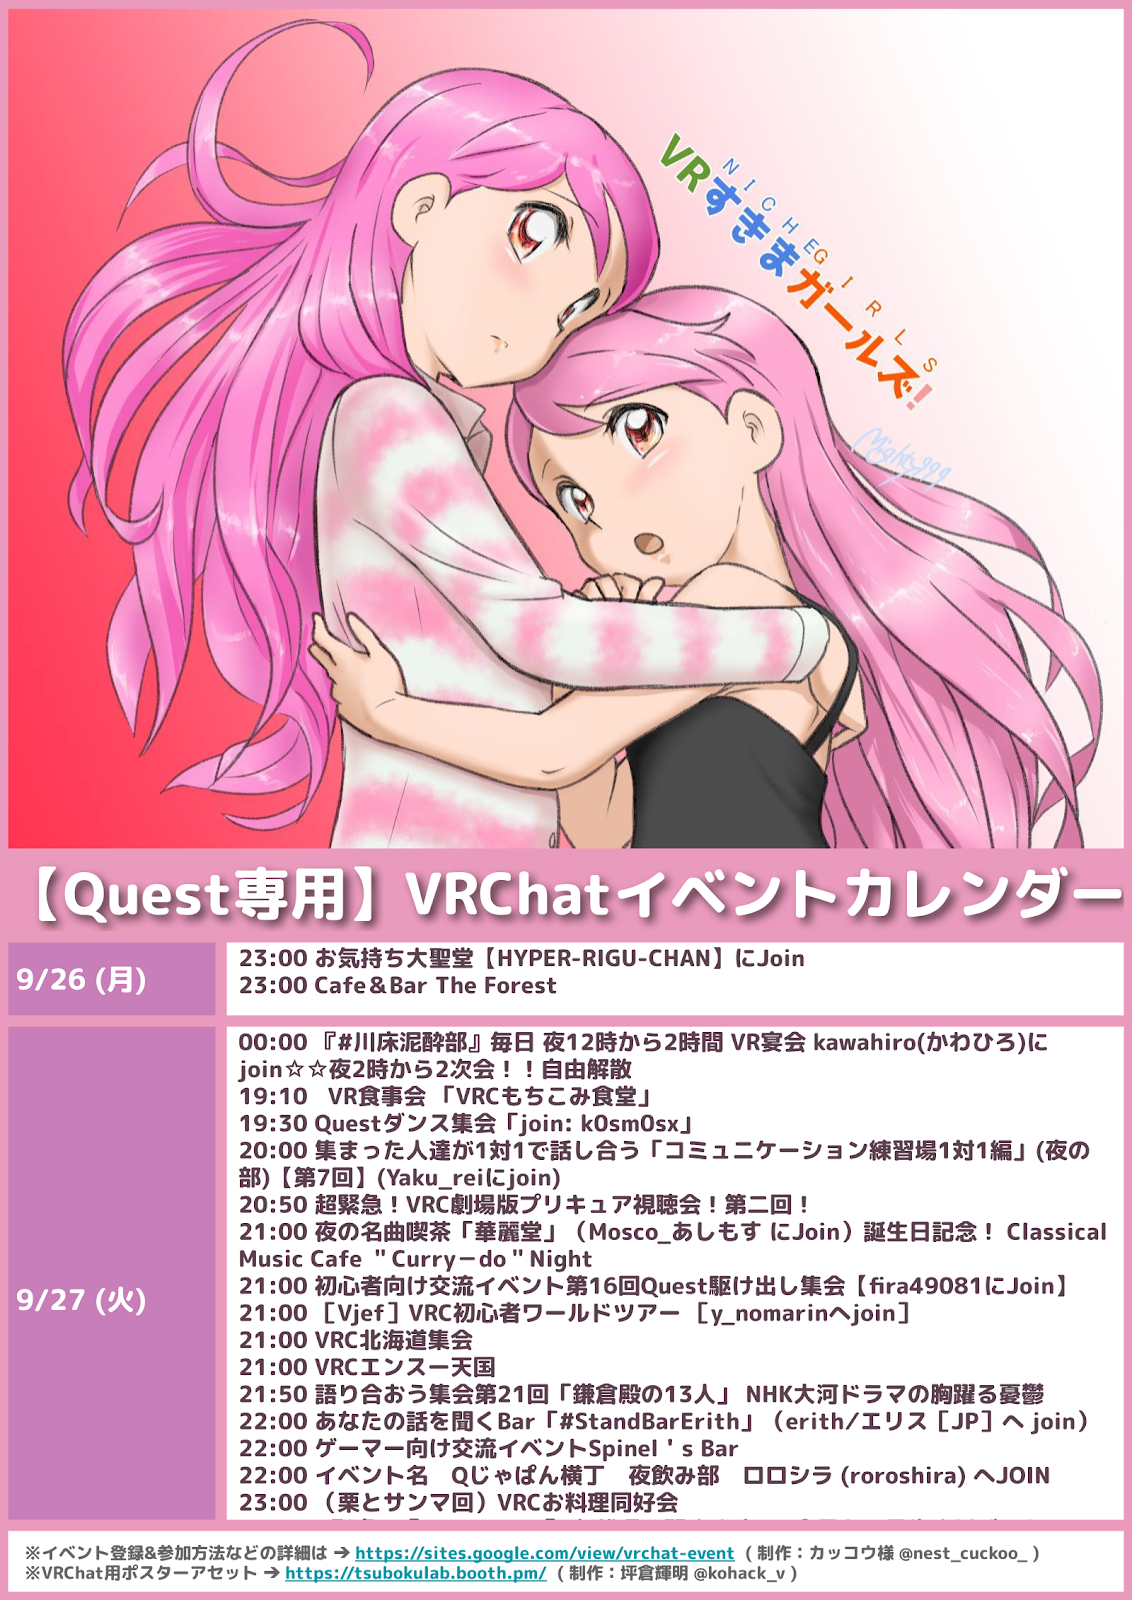 VRすきまガールズ!
NICHE GIRLS
Mighty999
【Quest専用】VRChatイベントカレンダー
9/26 (月)
23:00 お気持ち大聖堂【HYPER-RIGU-CHAN】にJoin
23:00 Cafe＆Bar The Forest
9/27 (火)
00:00 『#川床泥酔部』毎日 夜12時から2時間 VR宴会 kawahiro(かわひろ)に
join☆☆夜2時から2次会！！自由解散
19:10　VR食事会 「VRCもちこみ食堂」
19:30 Questダンス集会「join: k0sm0sx」
20:00 集まった人達が1対1で話し合う「コミュニケーション練習場1対1編」(夜の
部)【第7回】(Yaku_reiにjoin)
20:50 超緊急！VRC劇場版プリキュア視聴会！第二回！
21:00 夜の名曲喫茶「華麗堂」（Mosco_あしもす にJoin）誕生日記念！ Classical
Music Cafe ＂Curry－do＂Night
21:00 初心者向け交流イベント第16回Quest駆け出し集会【fira49081にJoin】
21:00 ［Vjef］VRC初心者ワールドツアー ［y_nomarinへjoin］
21:00 VRC北海道集会
21:00 VRCエンスー天国
21:50 語り合おう集会第21回「鎌倉殿の13人」 NHK大河ドラマの胸躍る憂鬱
22:00 あなたの話を聞くBar「#StandBarErith」（erith/エリス［JP］へ join）
22:00 ゲーマー向け交流イベントSpinel＇s Bar
22:00 イベント名　Qじゃぱん横丁　夜飲み部　ロロシラ (roroshira) へJOIN
23:00 （栗とサンマ回）VRCお料理同好会
※イベント登録&参加方法などの詳細は → https://sites.google.com/view/vrchat-event （ 制作：カッコウ様 @nest_cuckoo_ ）
※VRChat用ポスターアセット → https://tsubokulab.booth.pm/ （ 制作：坪倉輝明 @kohack_v ）